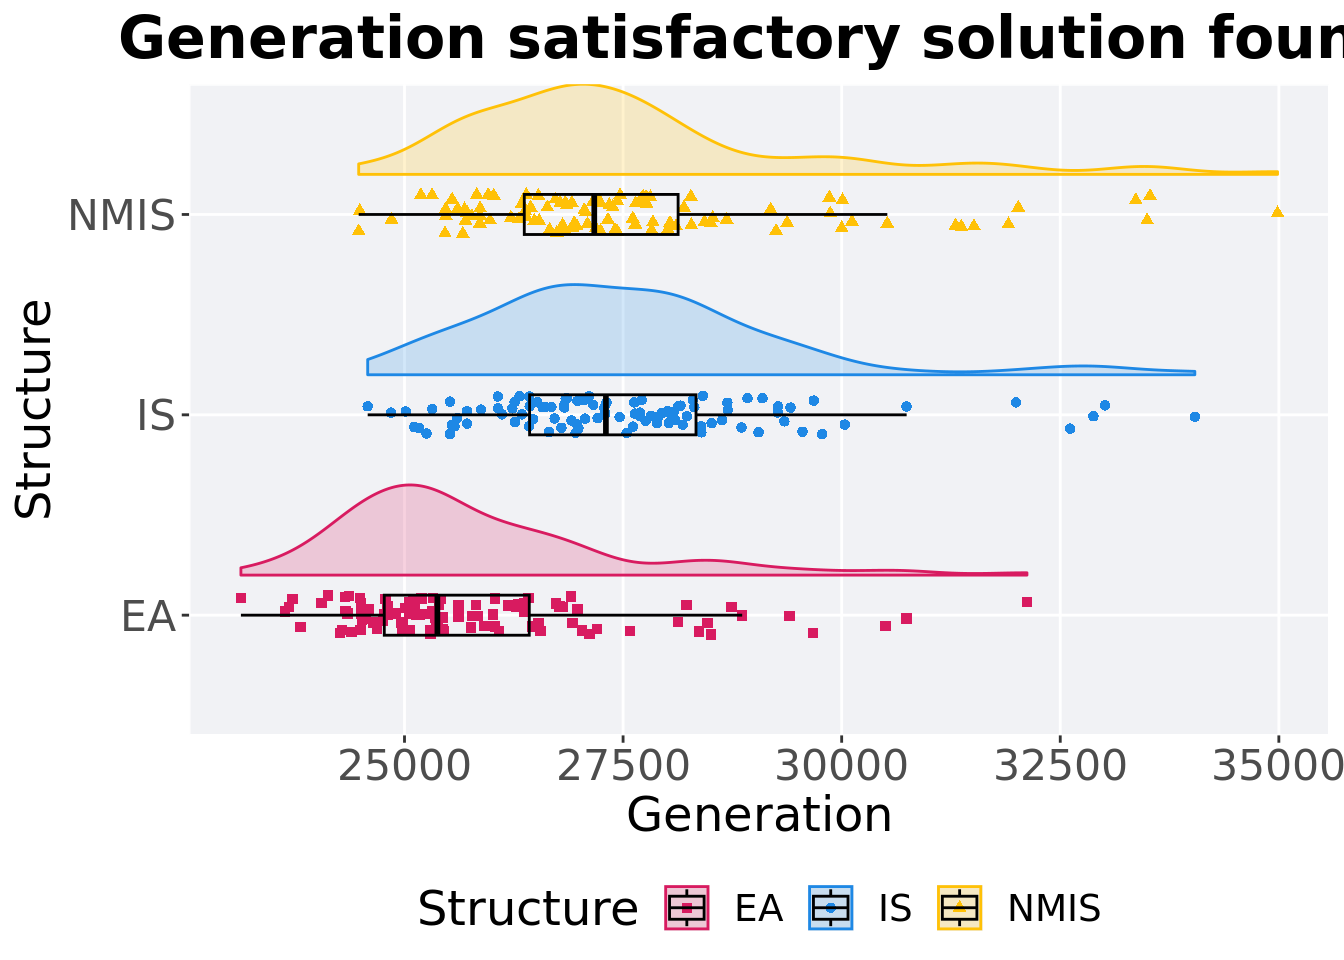 Generation satisfactory solution foun
Structure
NMIS
IS
EA
25000 27500 30000 32500 35000
Generation
Structure EA IS NMIS